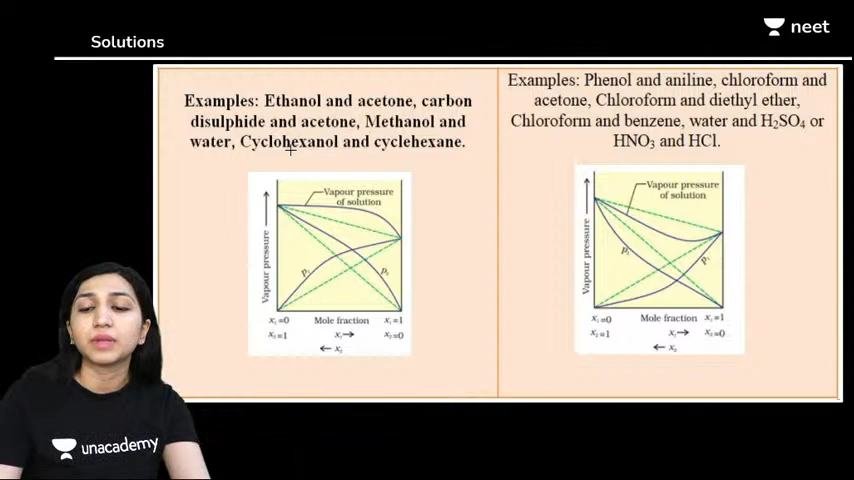 Solutions
neet
Examples: Ethanol and acetone, carbon
disulphide and acetone, Methanol and
water, Cyclohexanol and cyclehexane.
Vapour pressure
of solution
Vapour pressure
p₁
p₂
x₁=0
Mole fraction
x₁=1
x₂=1
x₁→
x₂=0
← x₂
Examples: Phenol and aniline, chloroform and
acetone, Chloroform and diethyl ether,
Chloroform and benzene, water and H₂SO₄ or
HNO₃ and HCl.
Vapour pressure
of solution
Vapour pressure
x₁=0
Mole fraction
x₁=1
x₂=1
x₁→
x₂=0
← x₂
unacademy